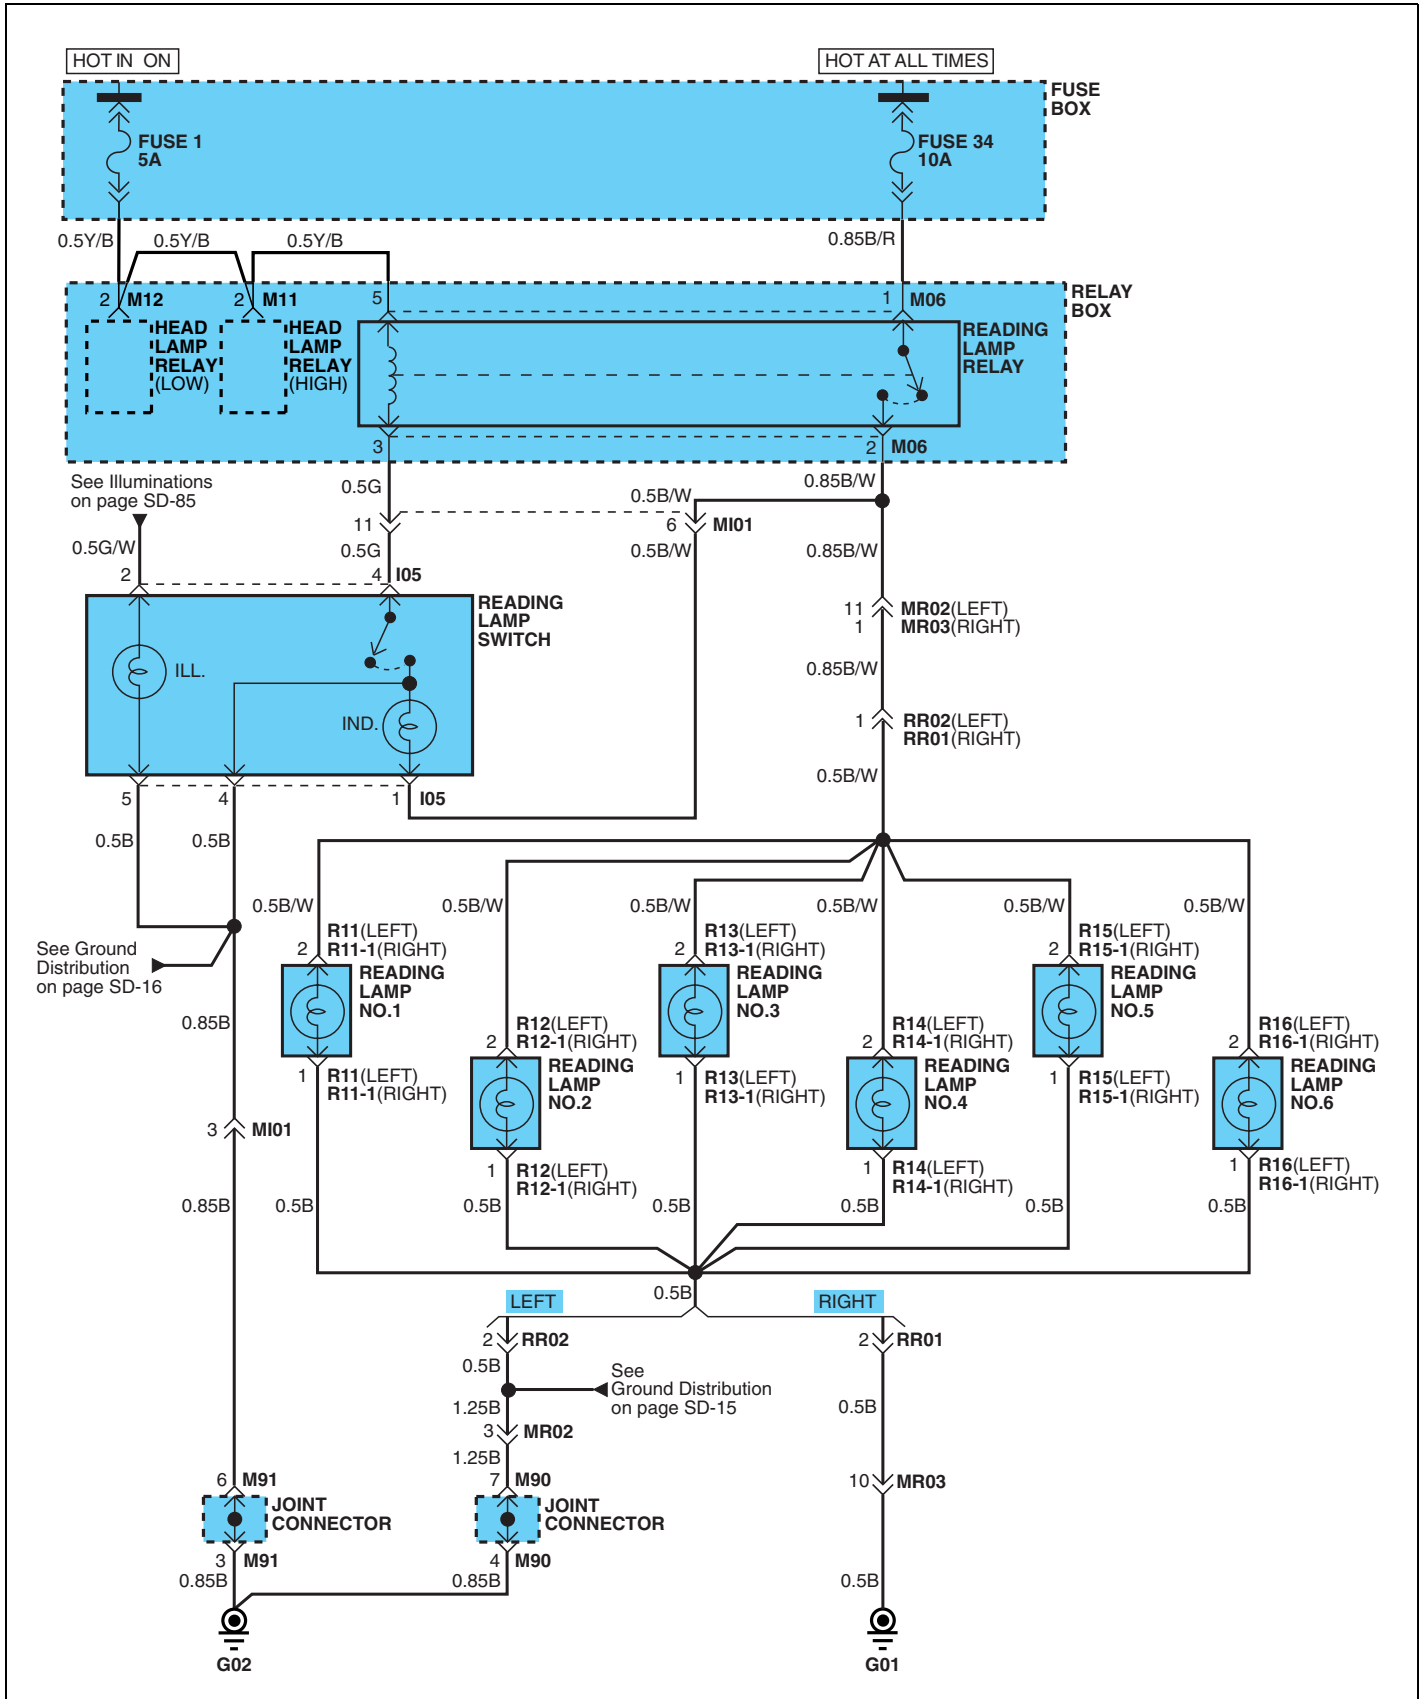 HOT IN ON
HOT AT ALL TIMES
FUSE
BOX
FUSE 1
5A
FUSE 34
10A
0.5Y/B
0.5Y/B
0.5Y/B
0.85B/R
2 M12
2 M11
5
1 M06
RELAY
BOX
HEAD
LAMP
RELAY
(LOW)
HEAD
LAMP
RELAY
(HIGH)
READING
LAMP
RELAY
3
2 M06
See Illuminations
on page SD-85
0.5G
0.5B/W
0.85B/W
11
6 MI01
0.5G/W
0.5G
0.5B/W
0.85B/W
2
4 I05
READING
LAMP
SWITCH
11 MR02(LEFT)
1 MR03(RIGHT)
ILL.
0.85B/W
IND.
1 RR02(LEFT)
RR01(RIGHT)
0.5B/W
5
4
1 I05
0.5B
0.5B
0.5B/W
0.5B/W
0.5B/W
0.5B/W
0.5B/W
0.5B/W
See Ground
Distribution
on page SD-16
2 R11(LEFT)
R11-1(RIGHT)
READING
LAMP
NO.1
2 R13(LEFT)
R13-1(RIGHT)
READING
LAMP
NO.3
2 R15(LEFT)
R15-1(RIGHT)
READING
LAMP
NO.5
0.85B
2 R12(LEFT)
R12-1(RIGHT)
READING
LAMP
NO.2
2 R14(LEFT)
R14-1(RIGHT)
READING
LAMP
NO.4
2 R16(LEFT)
R16-1(RIGHT)
READING
LAMP
NO.6
1 R11(LEFT)
R11-1(RIGHT)
1 R13(LEFT)
R13-1(RIGHT)
1 R15(LEFT)
R15-1(RIGHT)
3 MI01
1 R12(LEFT)
R12-1(RIGHT)
1 R14(LEFT)
R14-1(RIGHT)
1 R16(LEFT)
R16-1(RIGHT)
0.85B
0.5B
0.5B
0.5B
0.5B
0.5B
0.5B
0.5B
LEFT
RIGHT
2 RR02
2 RR01
0.5B
See
Ground Distribution
on page SD-15
1.25B
0.5B
3 MR02
1.25B
6 M91
7 M90
10 MR03
JOINT
CONNECTOR
JOINT
CONNECTOR
3 M91
4 M90
0.85B
0.85B
0.5B
G02
G01